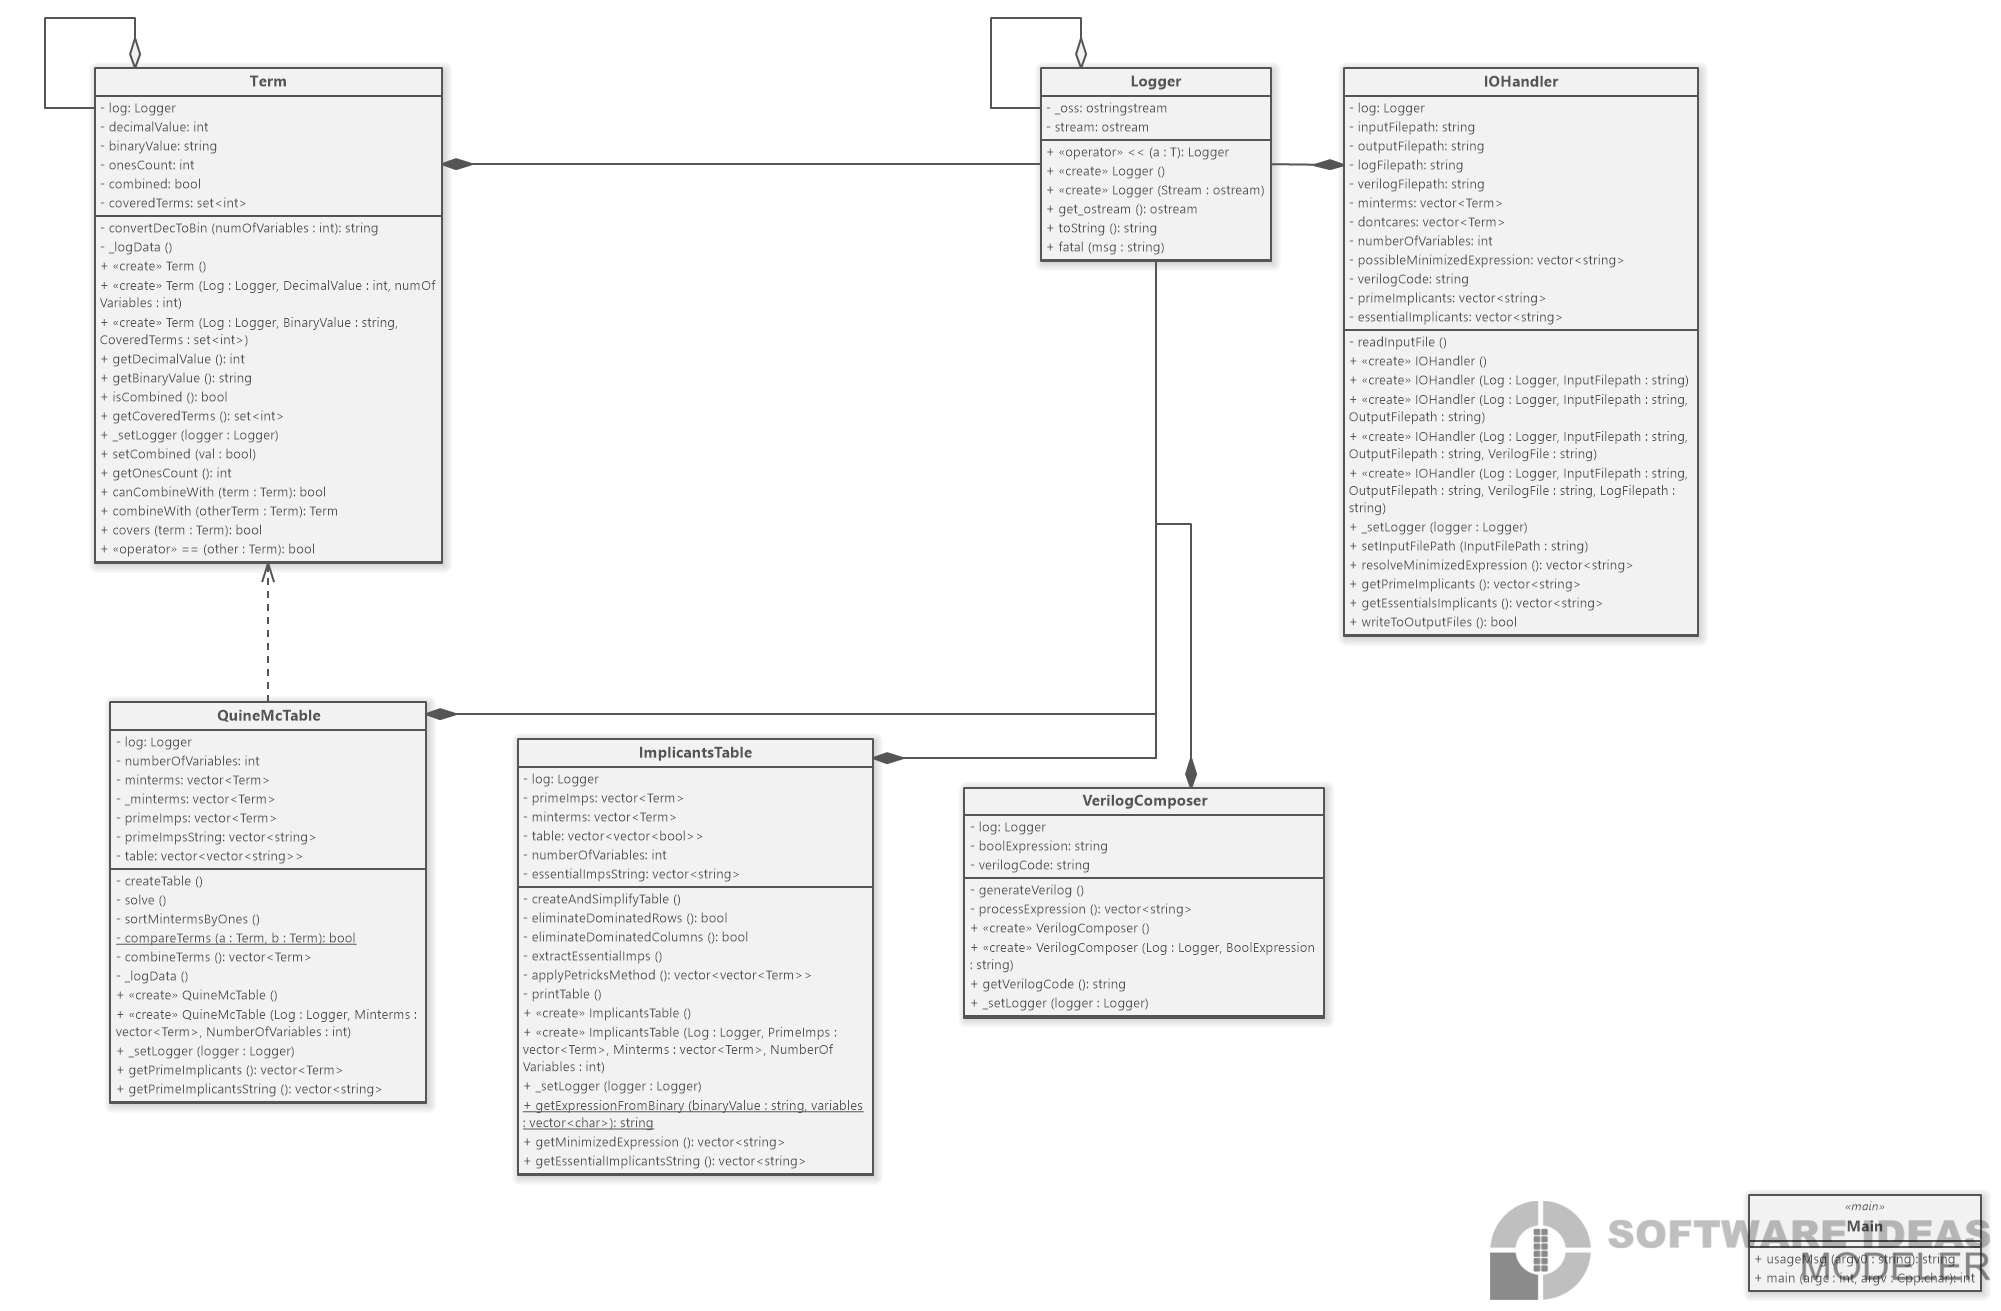 Term
- log: Logger
- decimalValue: int
- binaryValue: string
- onesCount: int
- combined: bool
- coveredTerms: set<int>
- convertDecToBin (numOfVariables : int): string
- _logData ()
+ «create» Term ()
+ «create» Term (Log : Logger, DecimalValue : int, numOf
Variables : int)
+ «create» Term (Log : Logger, BinaryValue : string,
CoveredTerms : set<int>)
+ getDecimalValue (): int
+ getBinaryValue (): string
+ isCombined (): bool
+ getCoveredTerms (): set<int>
+ _setLogger (logger : Logger)
+ setCombined (val : bool)
+ getOnesCount (): int
+ canCombineWith (term : Term): bool
+ combineWith (otherTerm : Term): Term
+ covers (term : Term): bool
+ «operator» == (other : Term): bool
Logger
- _oss: ostringstream
- stream: ostream
+ «operator» << (a : T): Logger
+ «create» Logger ()
+ «create» Logger (Stream : ostream)
+ get_ostream (): ostream
+ toString (): string
+ fatal (msg : string)
IOHandler
- log: Logger
- inputFilepath: string
- outputFilepath: string
- logFilepath: string
- verilogFilepath: string
- minterms: vector<Term>
- dontcares: vector<Term>
- numberOfVariables: int
- possibleMinimizedExpression: vector<string>
- verilogCode: string
- primeImplicants: vector<string>
- essentialImplicants: vector<string>
- readInputFile ()
+ «create» IOHandler ()
+ «create» IOHandler (Log : Logger, InputFilepath : string)
+ «create» IOHandler (Log : Logger, InputFilepath : string,
OutputFilepath : string)
+ «create» IOHandler (Log : Logger, InputFilepath : string,
OutputFilepath : string, VerilogFile : string)
+ «create» IOHandler (Log : Logger, InputFilepath : string,
OutputFilepath : string, VerilogFile : string, LogFilepath :
string)
+ _setLogger (logger : Logger)
+ setInputFilePath (InputFilePath : string)
+ resolveMinimizedExpression (): vector<string>
+ getPrimeImplicants (): vector<string>
+ getEssentialsImplicants (): vector<string>
+ writeToOutputFiles (): bool
QuineMcTable
- log: Logger
- numberOfVariables: int
- minterms: vector<Term>
- _minterms: vector<Term>
- primeImps: vector<Term>
- primeImpsString: vector<string>
- table: vector<vector<string>>
- createTable ()
- solve ()
- sortMintermsByOnes ()
- compareTerms (a : Term, b : Term): bool
- combineTerms (): vector<Term>
- _logData ()
+ «create» QuineMcTable ()
+ «create» QuineMcTable (Log : Logger, Minterms :
vector<Term>, NumberOfVariables : int)
+ _setLogger (logger : Logger)
+ getPrimeImplicants (): vector<Term>
+ getPrimeImplicantsString (): vector<string>
ImplicantsTable
- log: Logger
- primeImps: vector<Term>
- minterms: vector<Term>
- table: vector<vector<bool>>
- numberOfVariables: int
- essentialImpsString: vector<string>
- createAndSimplifyTable ()
- eliminateDominatedRows (): bool
- eliminateDominatedColumns (): bool
- extractEssentialImps ()
- applyPetricksMethod (): vector<vector<Term>>
- printTable ()
+ «create» ImplicantsTable ()
+ «create» ImplicantsTable (Log : Logger, PrimeImps :
vector<Term>, Minterms : vector<Term>, NumberOf
Variables : int)
+ _setLogger (logger : Logger)
+ getExpressionFromBinary (binaryValue : string, variables
: vector<char>): string
+ getMinimizedExpression (): vector<string>
+ getEssentialImplicantsString (): vector<string>
VerilogComposer
- log: Logger
- boolExpression: string
- verilogCode: string
- generateVerilog ()
- processExpression (): vector<string>
+ «create» VerilogComposer ()
+ «create» VerilogComposer (Log : Logger, BoolExpression
: string)
+ getVerilogCode (): string
+ _setLogger (logger : Logger)
«main»
Main
+ usageMsg (argv0 : string): string
+ main (argc : int, argv : Cpp.char): int
SOFTWARE IDEAS
MODELER